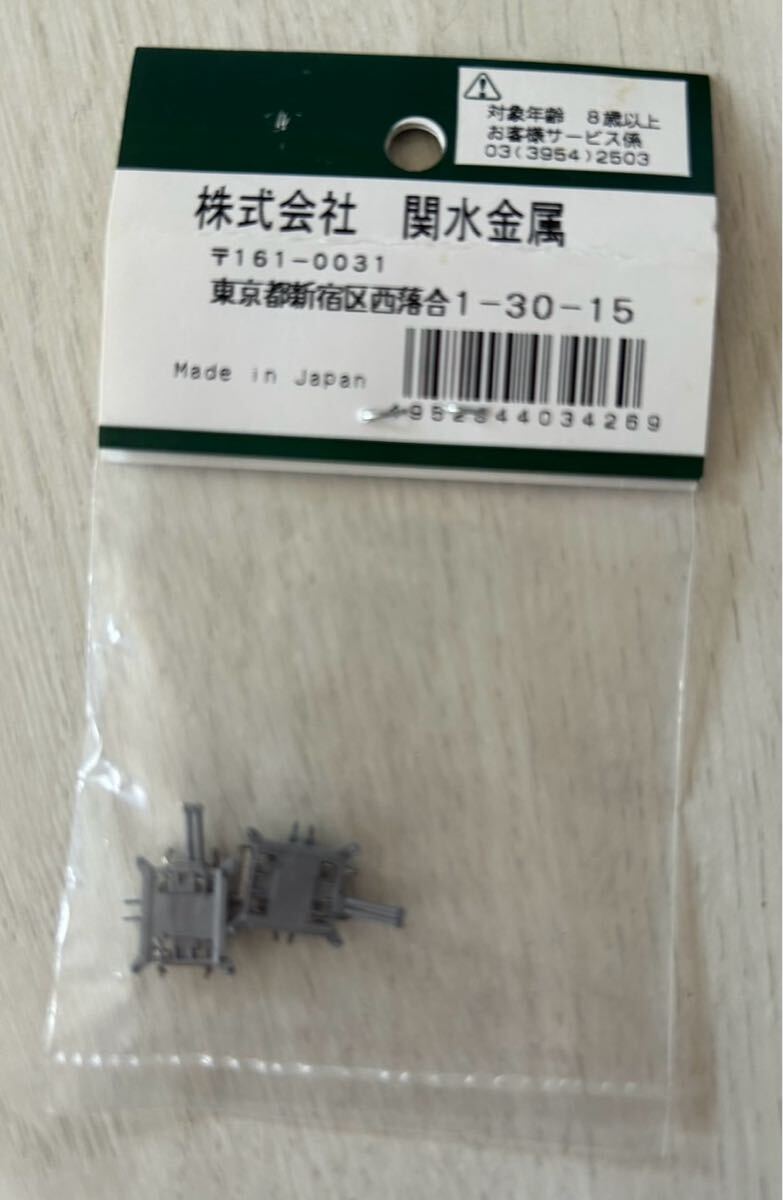 対象年齢 8歳以上
お客様サービス係
03(3954)2503
株式会社 関水金属
〒161-0031
東京都新宿区西落合1-30-15
Made in Japan
4952844034269